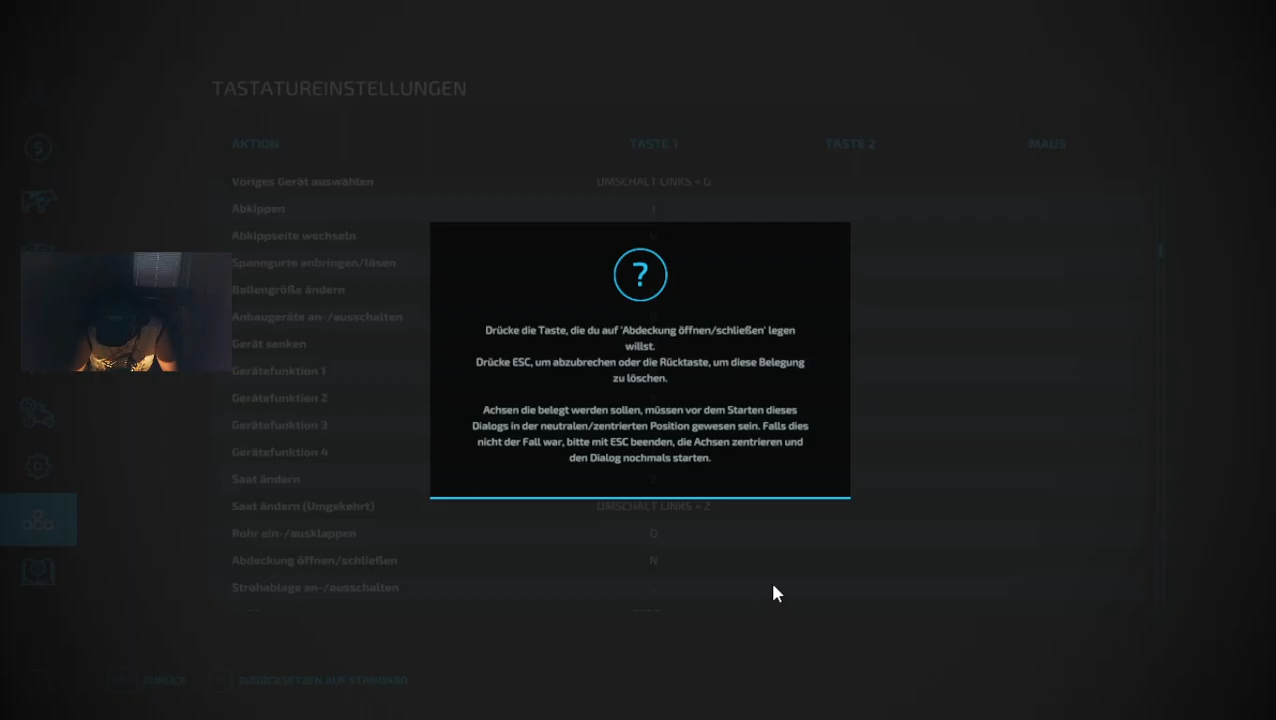 TASTATUREINSTELLUNGEN
AKTION TASTE 1 TASTE 2 MAUS
Voriges Gerät auswählen UMSCHALT LINKS + G
Abkippen I
Abkippseite wechseln
Spanngurte anbringen/lösen
Ballengröße ändern
Anbaugeräte an-/ausschalten
Gerät senken
Gerätefunktion 1
Gerätefunktion 2
Gerätefunktion 3
Gerätefunktion 4
Saat ändern
Saat ändern (Umgekehrt) UMSCHALT LINKS + Z
Rohr ein-/ausklappen O
Abdeckung öffnen/schließen N
Strohablage an-/ausschalten
?
Drücke die Taste, die du auf 'Abdeckung öffnen/schließen' legen
willst.
Drücke ESC, um abzubrechen oder die Rücktaste, um diese Belegung
zu löschen.
Achsen die belegt werden sollen, müssen vor dem Starten dieses
Dialogs in der neutralen/zentrierten Position gewesen sein. Falls dies
nicht der Fall war, bitte mit ESC beenden, die Achsen zentrieren und
den Dialog nochmals starten.
ZURÜCK ZURÜCKSETZEN AUF STANDARD